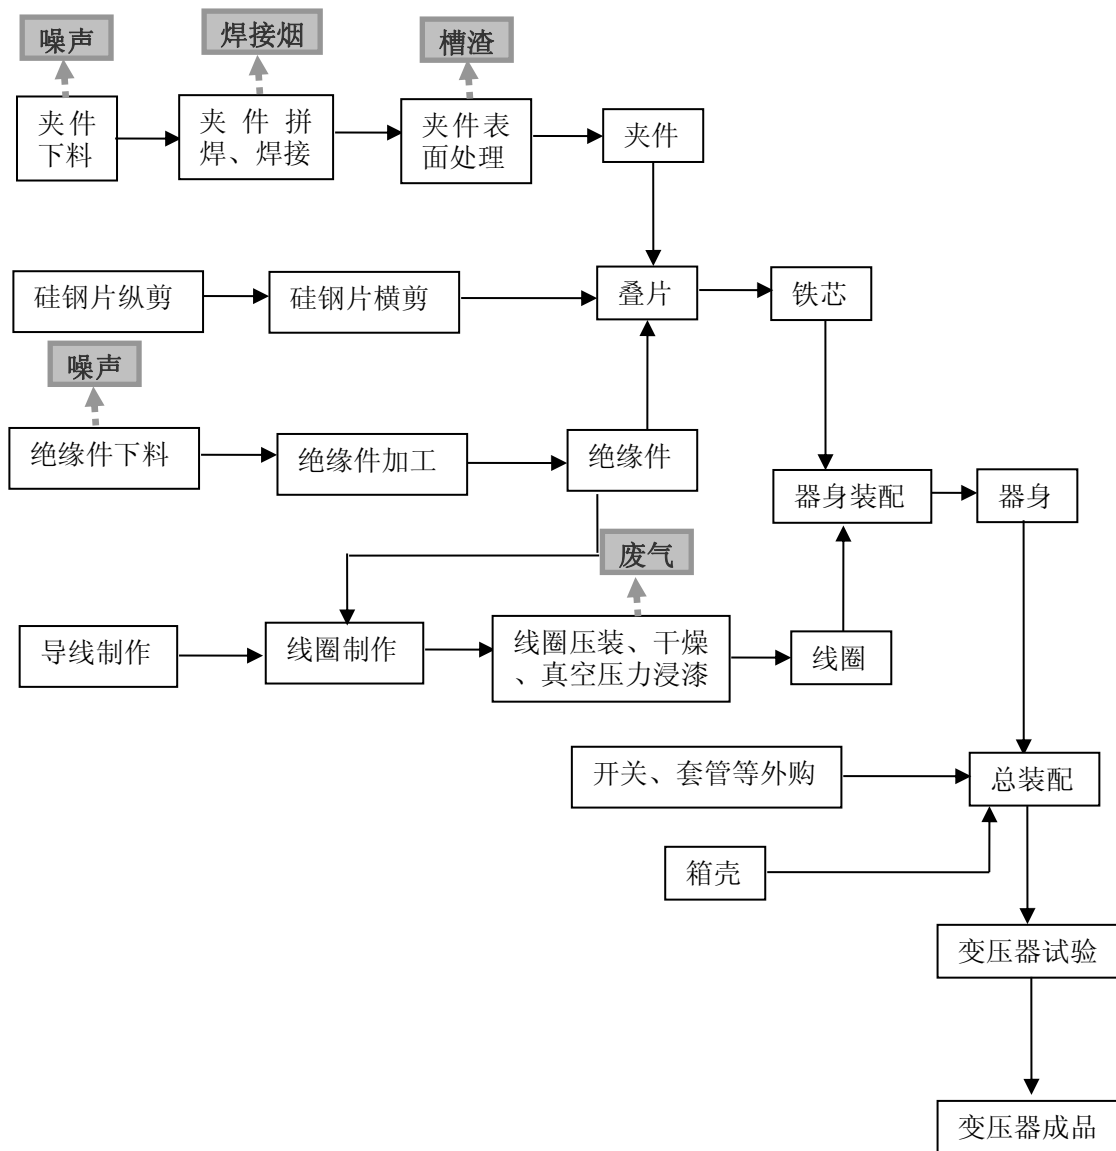 噪声
焊接烟
槽渣
夹件
下料
夹件拼
焊、焊接
夹件表
面处理
夹件
硅钢片纵剪
硅钢片横剪
叠片
铁芯
噪声
绝缘件下料
绝缘件加工
绝缘件
器身装配
器身
废气
导线制作
线圈制作
线圈压装、干燥
、真空压力浸漆
线圈
开关、套管等外购
总装配
箱壳
变压器试验
变压器成品